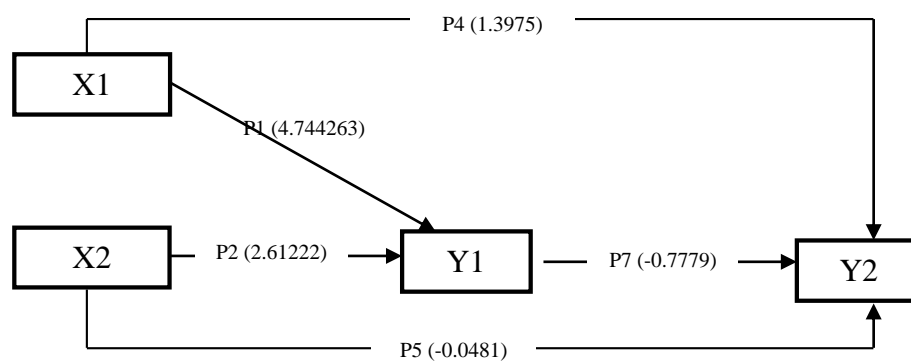 P4 (1.3975)
X1
P1 (4.744263)
X2
P2 (2.61222)
Y1
P7 (-0.7779)
Y2
P5 (-0.0481)